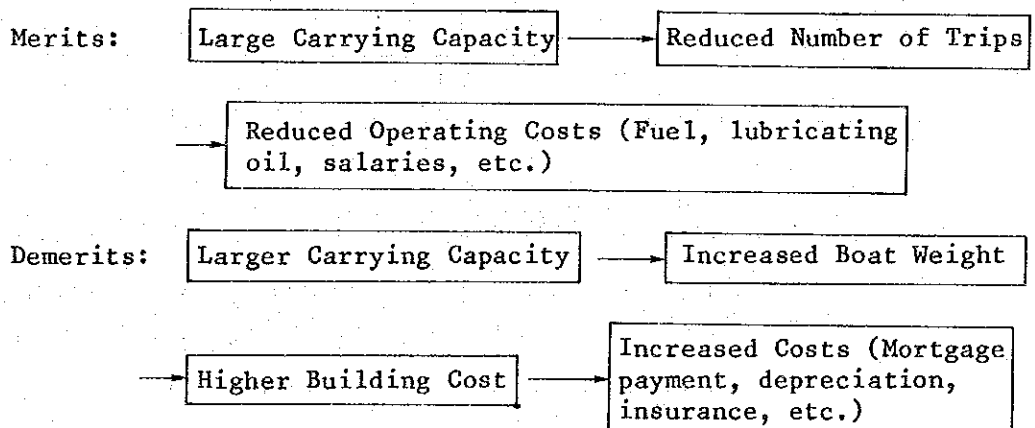 Merits: Large Carrying Capacity Reduced Number of Trips
Reduced Operating Costs (Fuel, lubricating
oil, salaries, etc.)
Demerits: Larger Carrying Capacity Increased Boat Weight
Higher Building Cost
Increased Costs (Mortgage
payment, depreciation,
insurance, etc.)